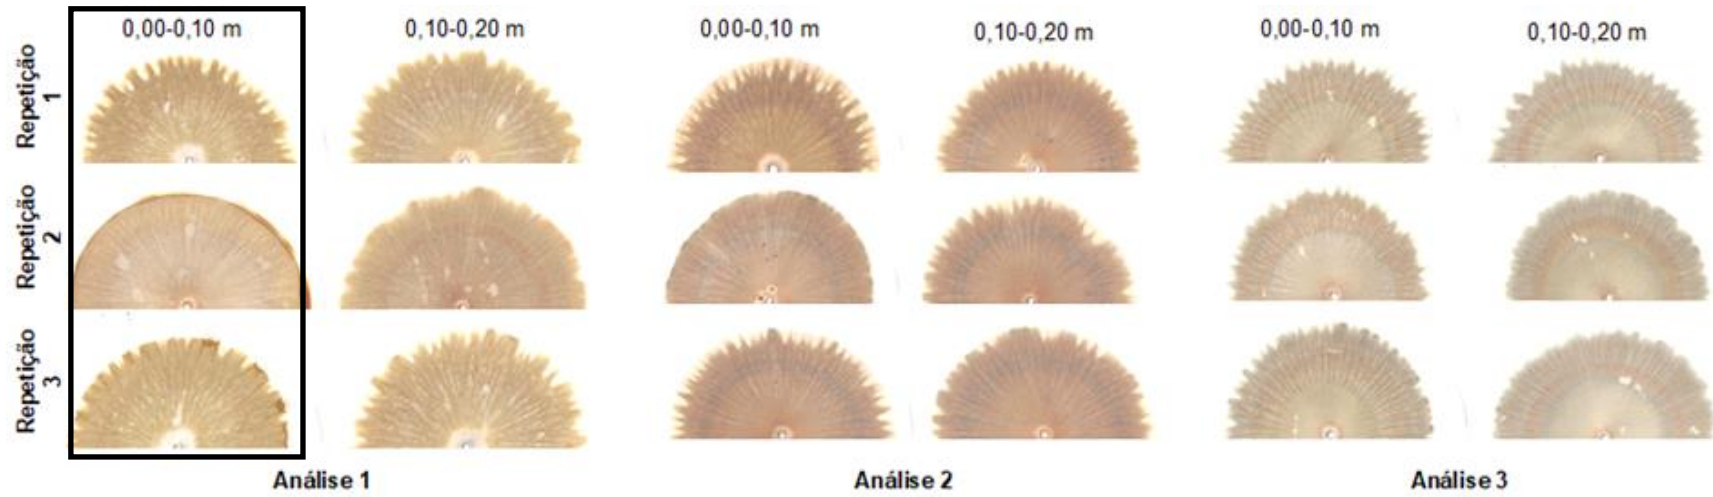 0,00-0,10 m 0,10-0,20 m 0,00-0,10 m 0,10-0,20 m 0,00-0,10 m 0,10-0,20 m
Repetição
1
Repetição
2
Repetição
3
Análise 1 Análise 2 Análise 3